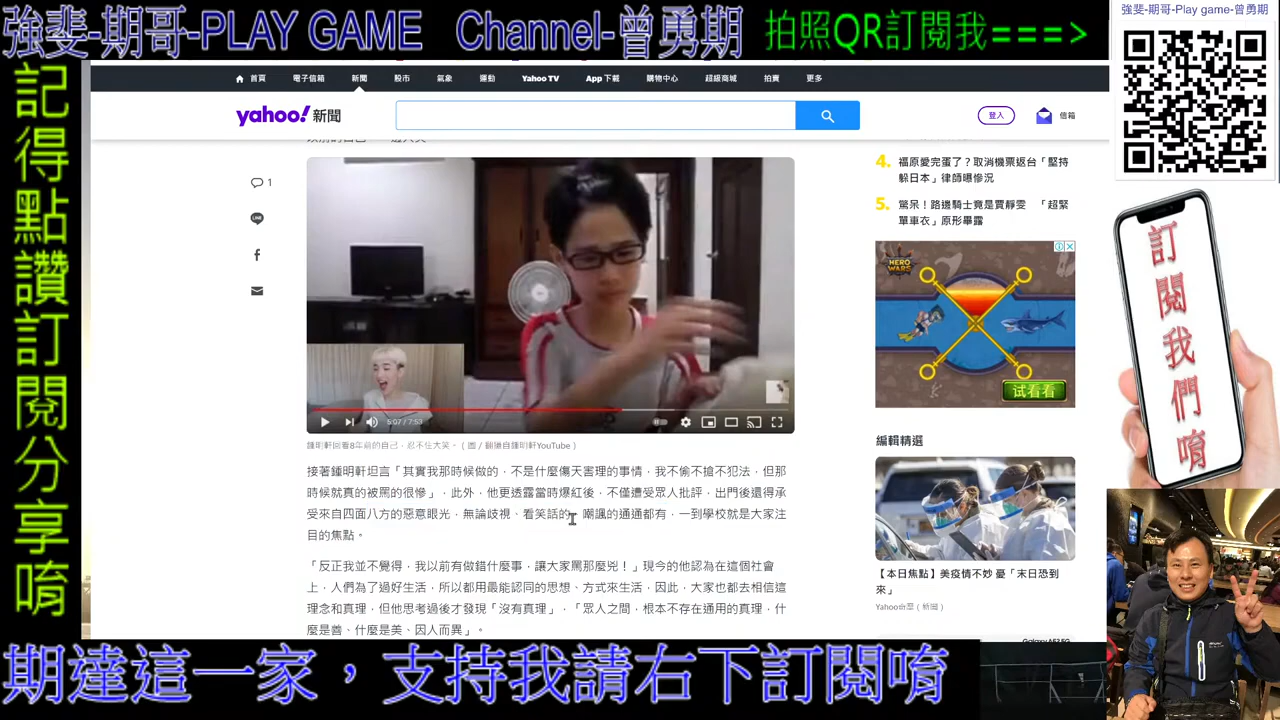 強斐-期哥-PLAY GAME Channel-曾勇期
拍照QR訂閱我===>
強斐-期哥-Play game-曾勇期
記得點讚訂閱分享唷
首頁 電子信箱 新聞 股市 氣象 運動 Yahoo TV App 下載 購物中心 超級商城 拍賣 更多
yahoo! 新聞
登入
信箱
1
5:07 / 7:53
鍾明軒回看8年前的自己，忍不住大笑。（圖／翻攝自鍾明軒YouTube）
接著鍾明軒坦言「其實我那時候做的，不是什麼傷天害理的事情，我不偷不搶不犯法，但那
時候就真的被罵的很慘」，此外，他更透露當時爆紅後，不僅遭受眾人批評，出門後還得承
受來自四面八方的惡意眼光，無論歧視、看笑話的、嘲諷的通通都有，一到學校就是大家注
目的焦點。
「反正我並不覺得，我以前有做錯什麼事，讓大家罵那麼兇！」現今的他認為在這個社會
上，人們為了過好生活，所以都用最能認同的思想、方式來生活，因此，大家也都去相信這
理念和真理，但他思考過後才發現「沒有真理」，「眾人之間，根本不存在通用的真理，什
麼是善、什麼是美、因人而異」。
4. 福原愛完蛋了？取消機票返台「堅持
躲日本」律師曝慘況
5. 驚呆！路邊騎士竟是賈靜雯 「超緊
單車衣」原形畢露
HERO WARS
试看看
編輯精選
【本日焦點】美疫情不妙 憂「末日恐到
來」
Yahoo奇摩（新聞）
訂閱我們唷
期達這一家，支持我請右下訂閱唷